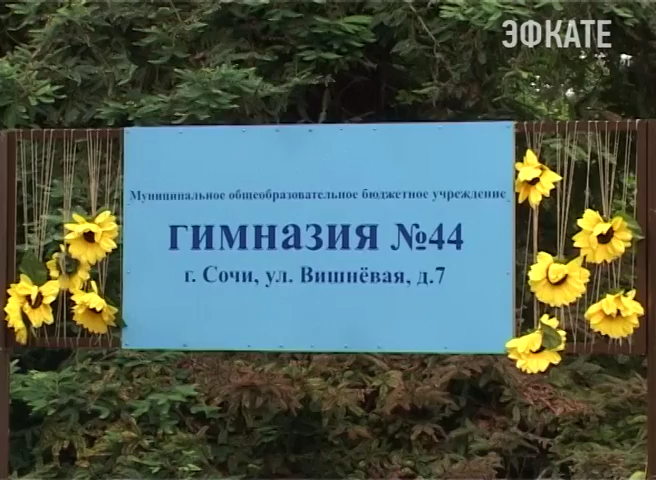 ЭФКАТЕ
Муниципальное общеобразовательное бюджетное учреждение
гимназия №44
г. Сочи, ул. Вишнёвая, д.7